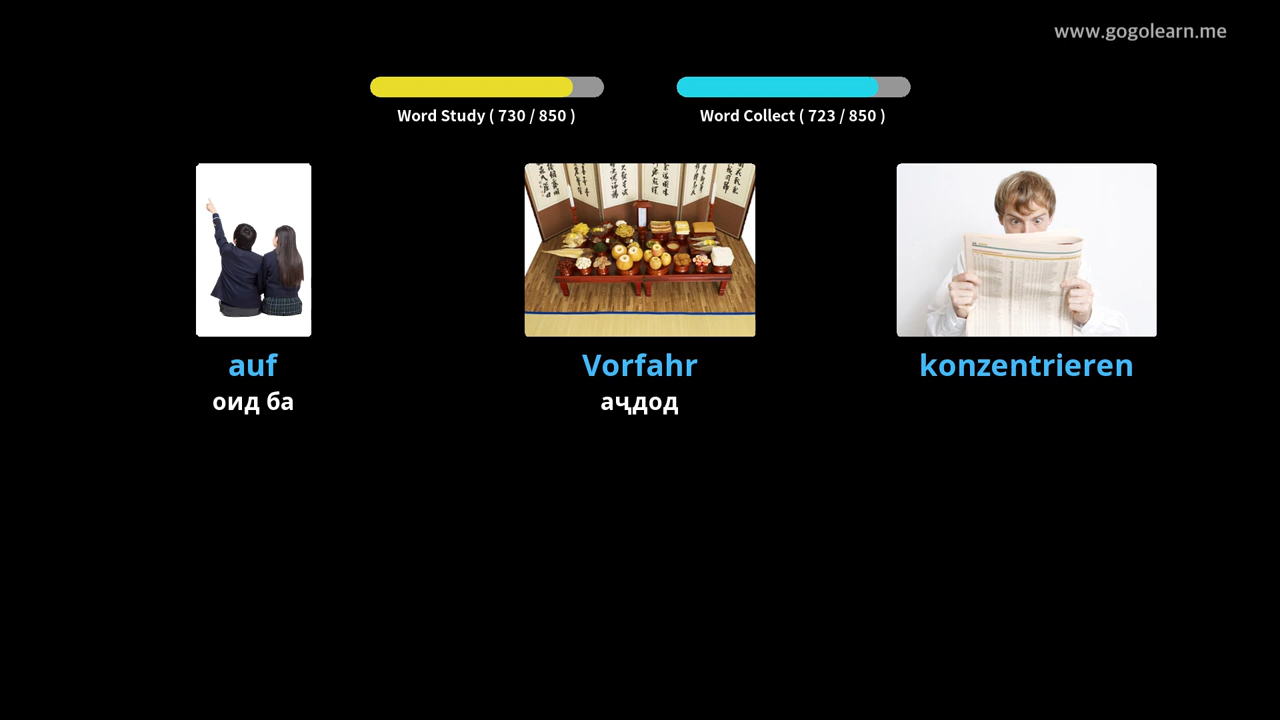 www.gogolearn.me
Word Study ( 730 / 850 )
Word Collect ( 723 / 850 )
auf
оид ба
Vorfahr
аҷдод
konzentrieren